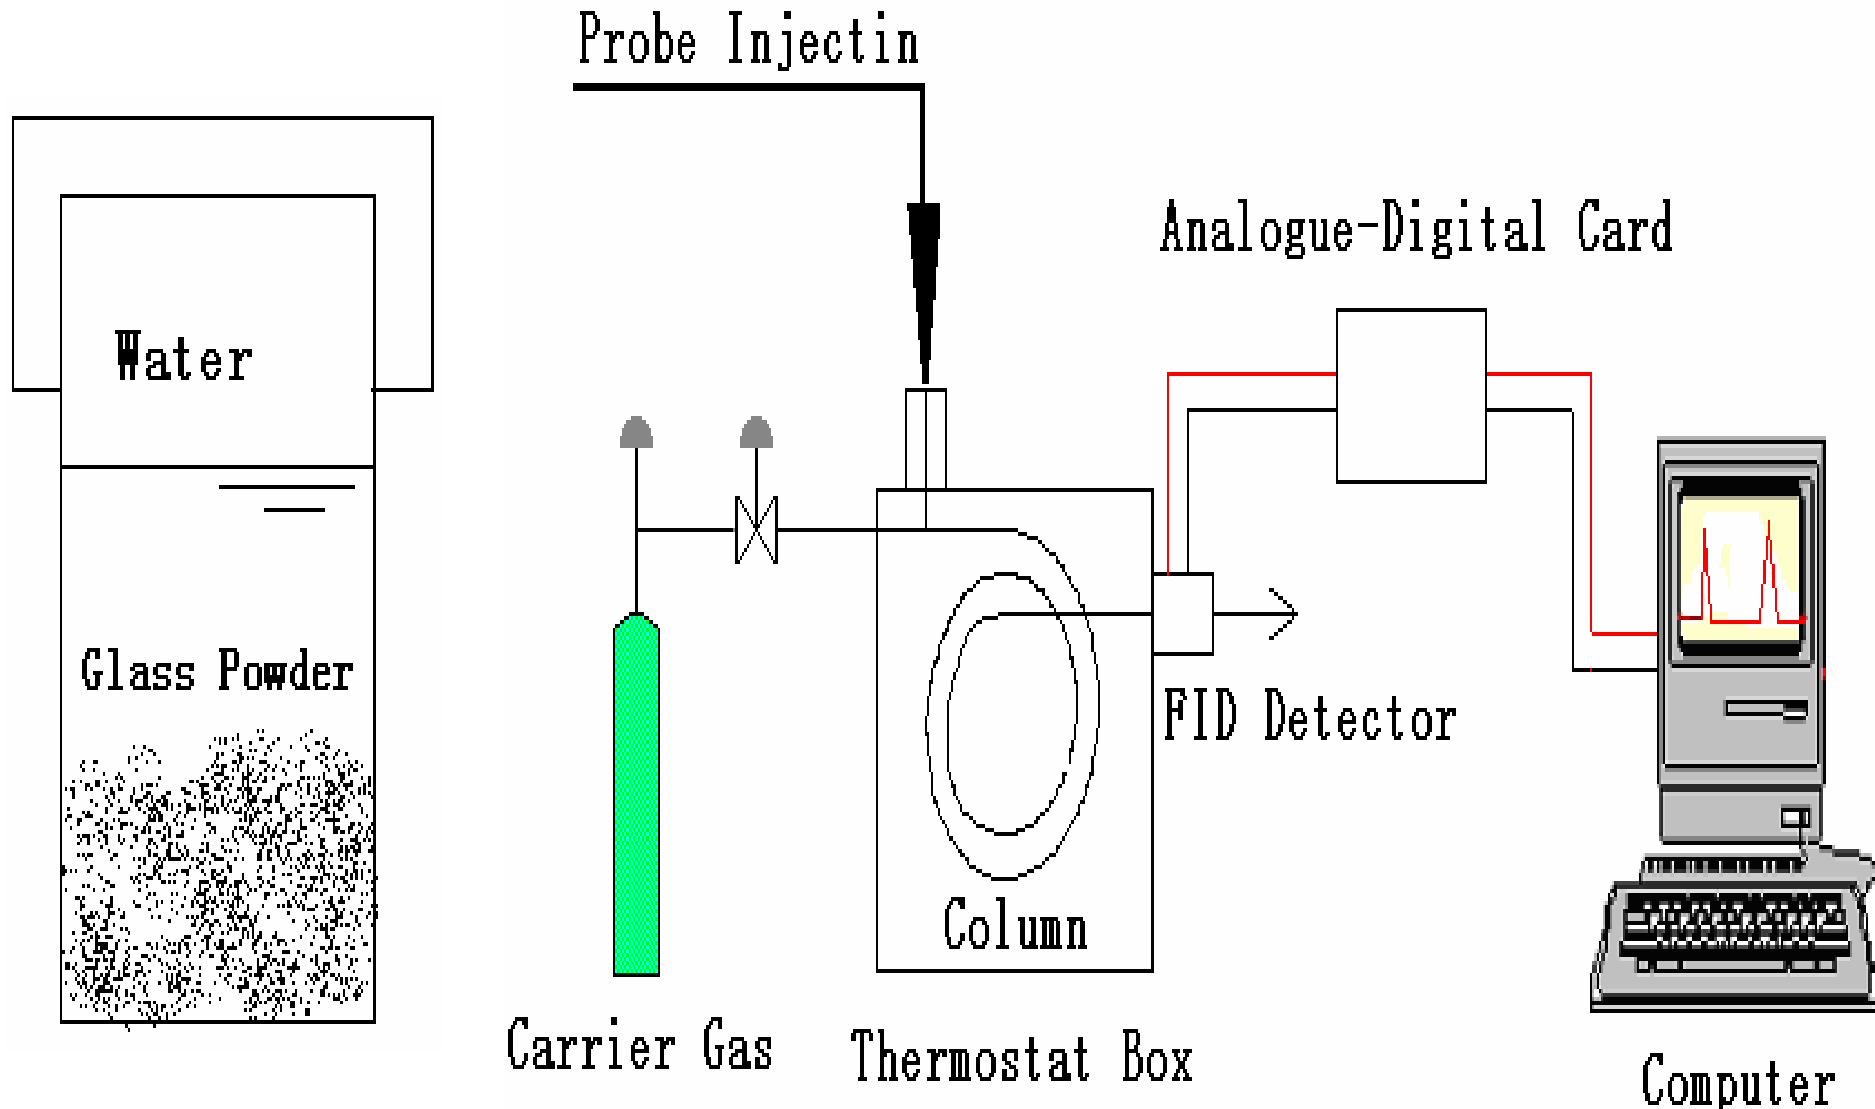 Probe Injectin
Analogue-Digital Card
Water
Glass Powder
FID Detector
Column
Carrier Gas
Thermostat Box
Computer